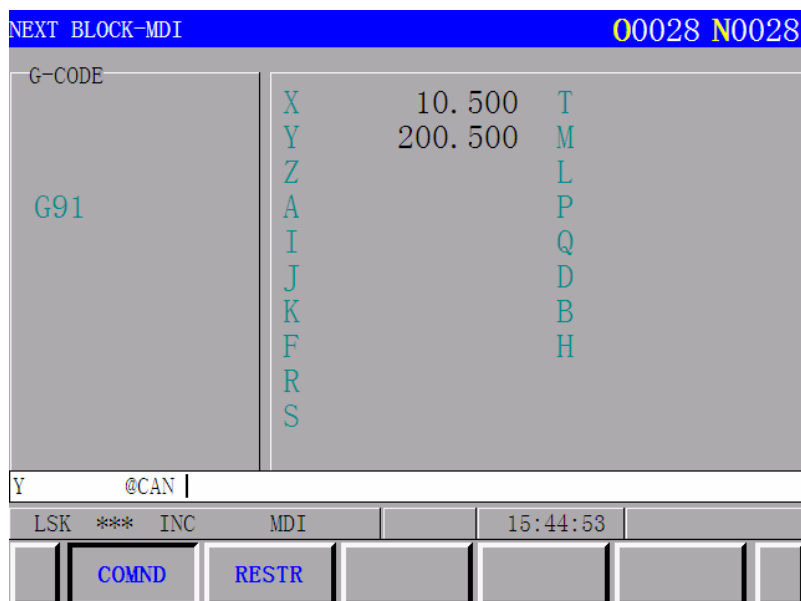 NEXT BLOCK-MDI O0028 N0028
G-CODE
X 10.500 T
Y 200.500 M
Z L
G91 A P
I Q
J D
K B
F H
R
S
Y @CAN
LSK *** INC MDI 15:44:53
COMND RESTR